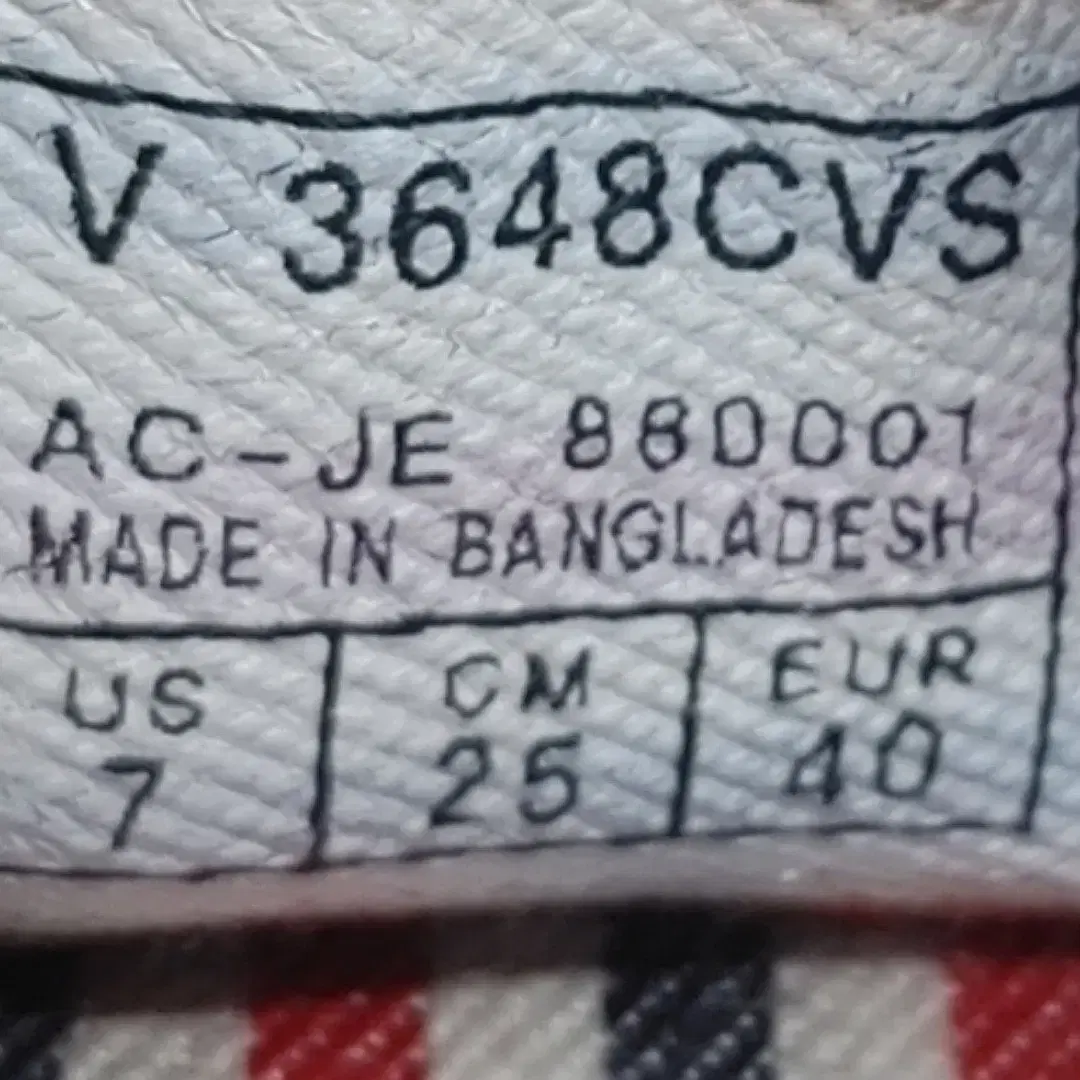 V 3648CVS
AC-JE 880001
MADE IN BANGLADESH
US CM EUR
7 25 40